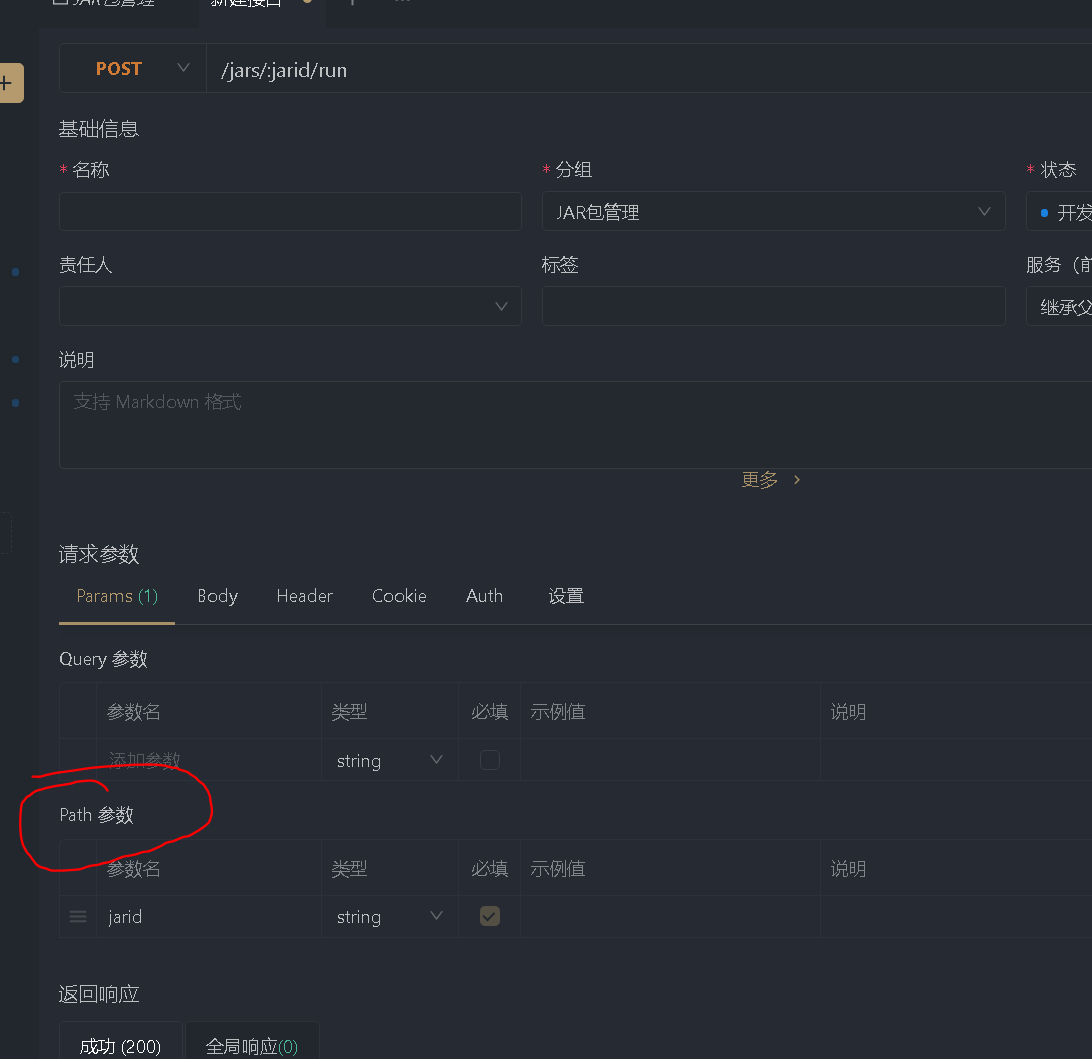 JAR包管理 新建接口
POST /jars/:jarid/run
基础信息
* 名称 * 分组 * 状态
JAR包管理 开发
责任人 标签 服务（前
继承父
说明
支持 Markdown 格式
更多
请求参数
Params (1) Body Header Cookie Auth 设置
Query 参数
参数名 类型 必填 示例值 说明
添加参数 string
Path 参数
参数名 类型 必填 示例值 说明
jarid string
返回响应
成功 (200) 全局响应(0)